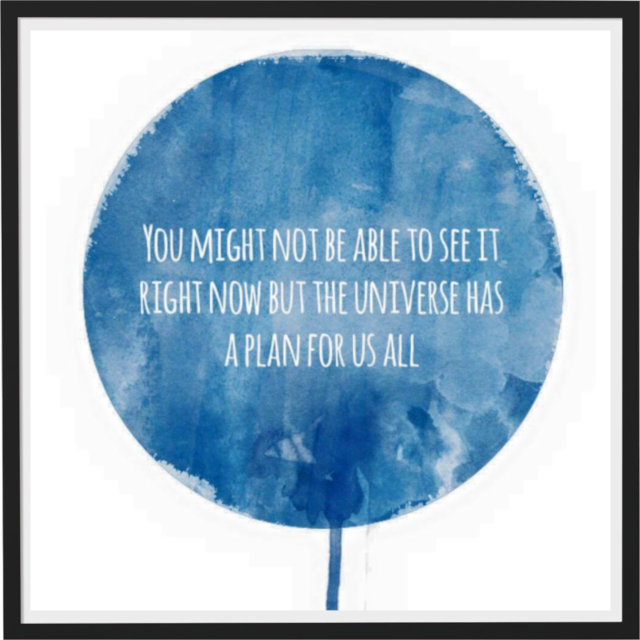 YOU MIGHT NOT BE ABLE TO SEE IT
RIGHT NOW BUT THE UNIVERSE HAS
A PLAN FOR US ALL